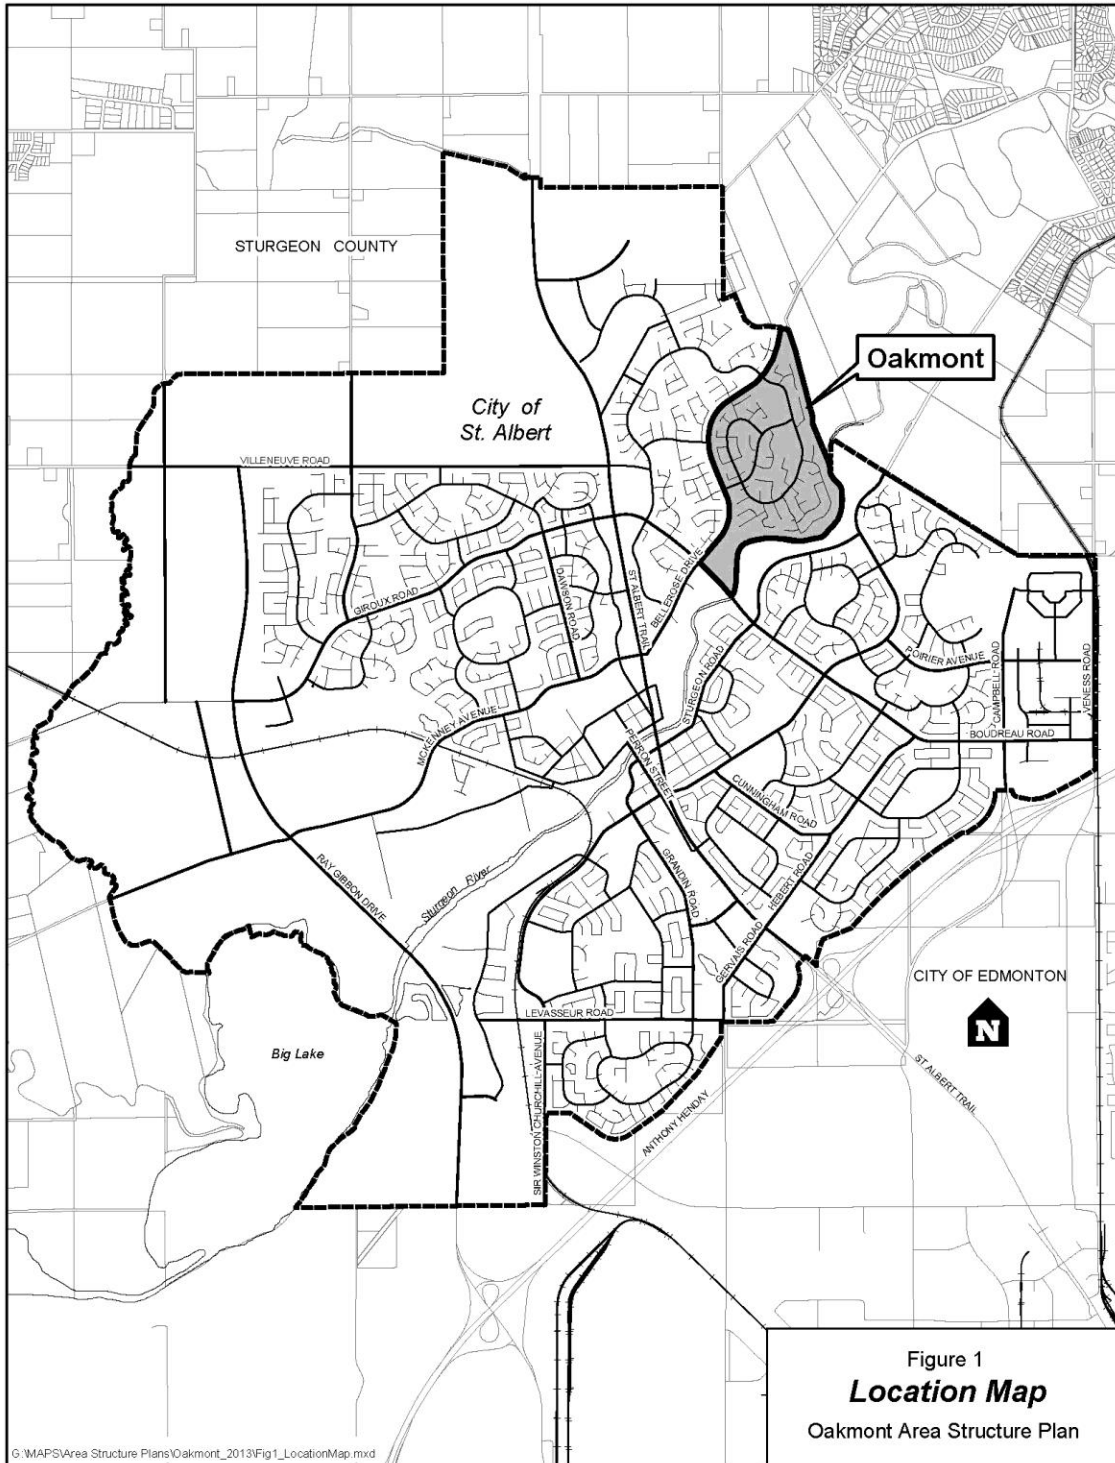 STURGEON COUNTY
Oakmont
City of
St. Albert
VILLENEUVE ROAD
BELLEROSE DRIVE
ST ALBERT TRAIL
DAWSON ROAD
GIROUX ROAD
STURGEON ROAD
POIRIER AVENUE
CAMPBELL ROAD
VENESS ROAD
BOUDREAU ROAD
MCKENNEY AVENUE
PERRON STREET
CUNNINGHAM ROAD
RAY GIBBON DRIVE
Sturgeon River
GRANDIN ROAD
HEBERT ROAD
GERVAIS ROAD
CITY OF EDMONTON
N
LEVASSEUR ROAD
Big Lake
SIR WINSTON CHURCHILL AVENUE
ANTHONY HENDAY
ST ALBERT TRAIL
Figure 1
Location Map
Oakmont Area Structure Plan
G:\MAPS\Area Structure Plans\Oakmont_2013\Fig1_LocationMap.mxd